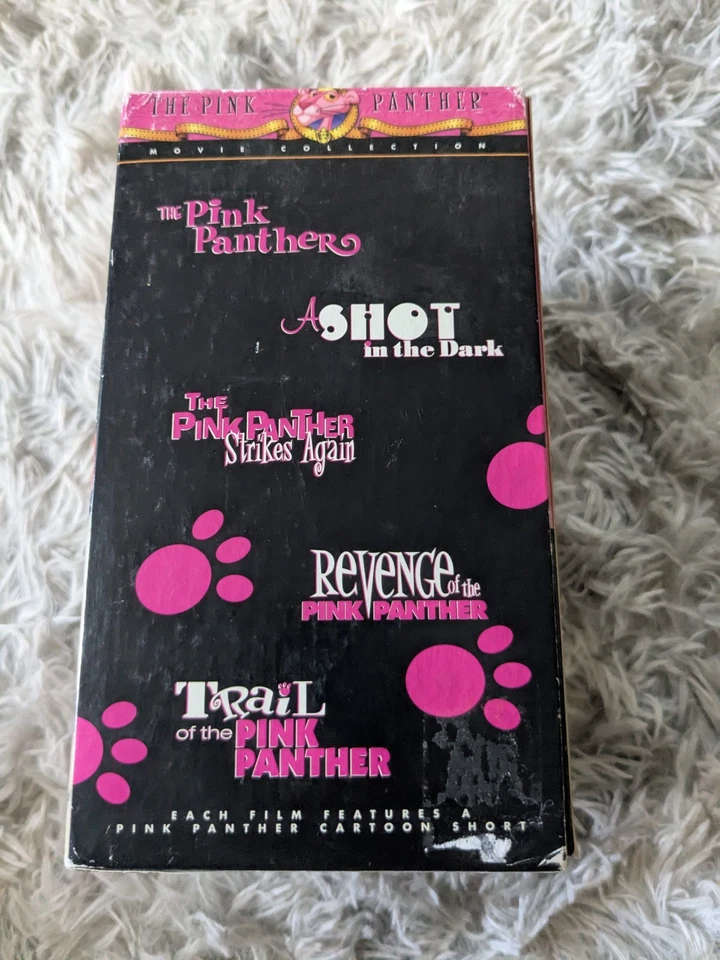 THE PINK PANTHER™
MOVIE COLLECTION
THE Pink
Panther
A SHOT
in the Dark
THE
PINK PANTHER
Strikes Again
REVENGE of the
PINK PANTHER
TRaiL
of the PINK
PANTHER
EACH FILM FEATURES A
PINK PANTHER CARTOON SHORT